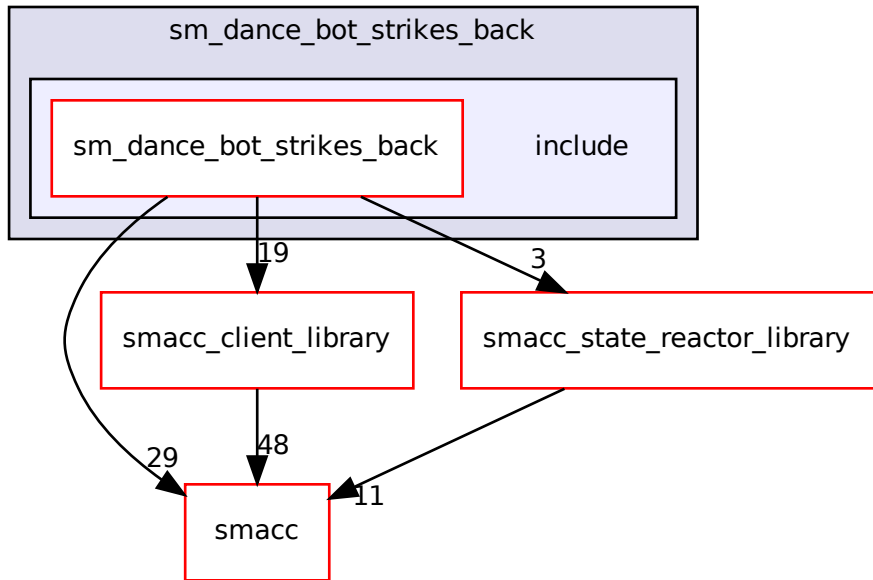 sm_dance_bot_strikes_back
sm_dance_bot_strikes_back
include
19
3
smacc_client_library
smacc_state_reactor_library
29
48
11
smacc